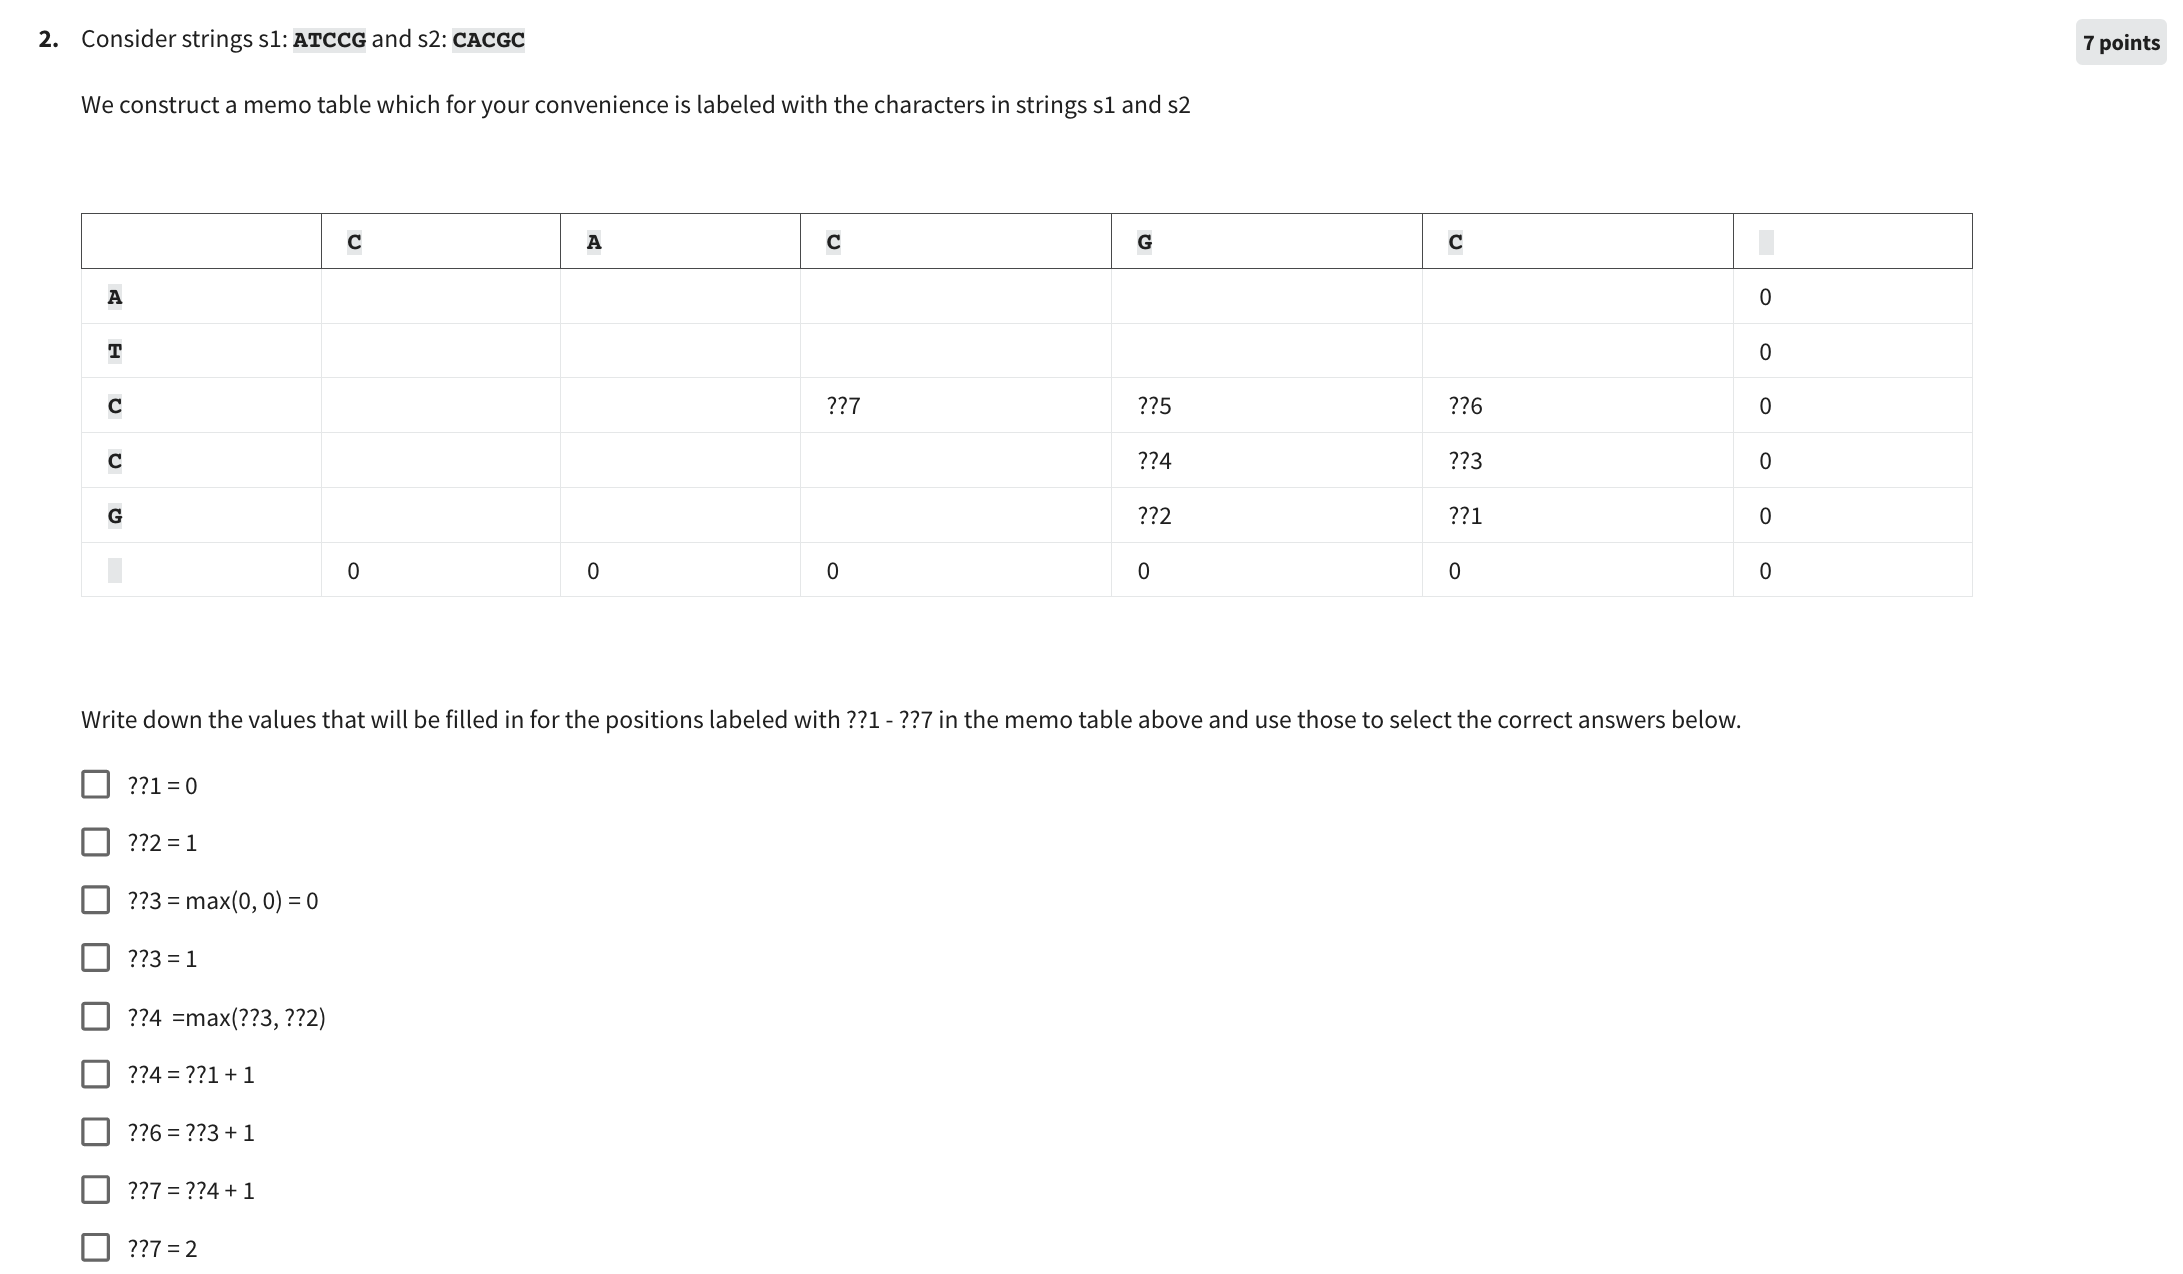 2. Consider strings s1: ATCCG and s2: CACGC
7 points
We construct a memo table which for your convenience is labeled with the characters in strings s1 and s2
C A C G C
A 0
T 0
C ??7 ??5 ??6 0
C ??4 ??3 0
G ??2 ??1 0
0 0 0 0 0 0
Write down the values that will be filled in for the positions labeled with ??1 - ??7 in the memo table above and use those to select the correct answers below.
??1 = 0
??2 = 1
??3 = max(0, 0) = 0
??3 = 1
??4 =max(??3, ??2)
??4 = ??1 + 1
??6 = ??3 + 1
??7 = ??4 + 1
??7 = 2